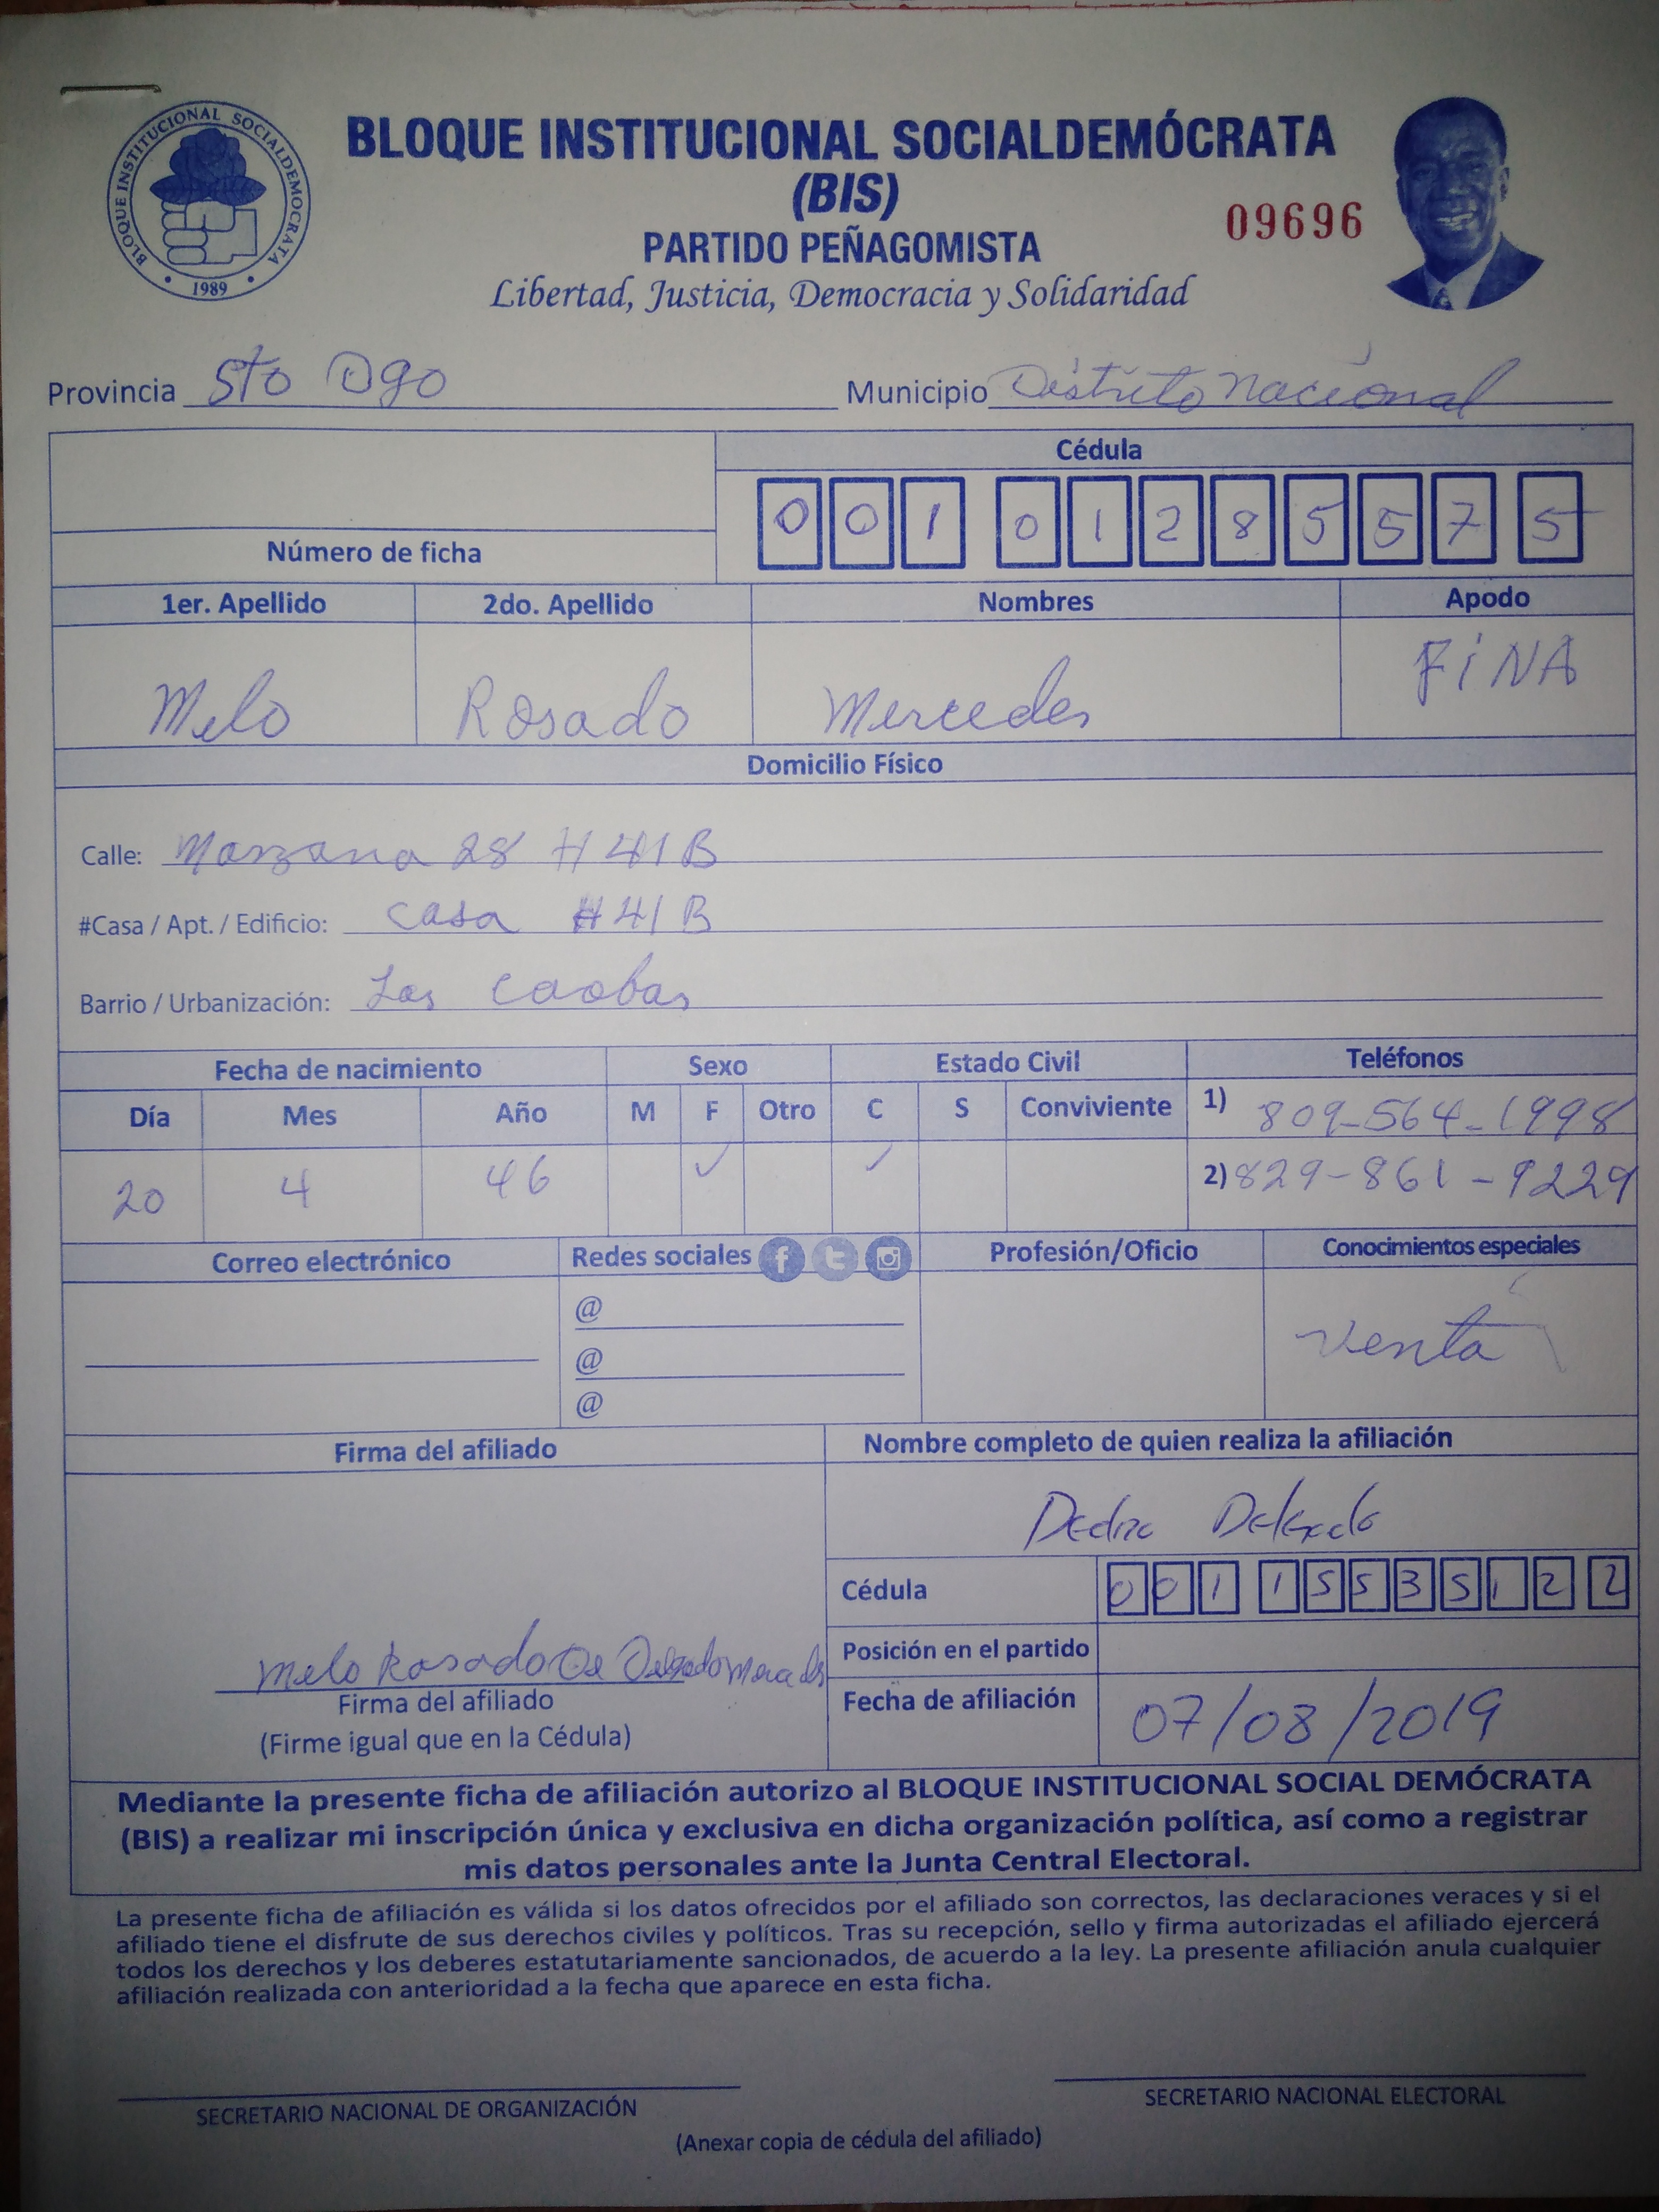 BLOQUE INSTITUCIONAL SOCIALDEMOCRATA
• 1989 •
BLOQUE INSTITUCIONAL SOCIALDEMÓCRATA
(BIS)
09696
PARTIDO PEÑAGOMISTA
Libertad, Justicia, Democracia y Solidaridad
Provincia Sto Dgo Municipio Distrito Nacional
Cédula
0 0 1 0 1 2 8 5 5 7 5
Número de ficha
1er. Apellido 2do. Apellido Nombres Apodo
Melo Rosado Mercedes FiNA
Domicilio Físico
Calle: Manzana 28 # 41 B
#Casa / Apt. / Edificio: casa #41 B
Barrio / Urbanización: Las caobas
Fecha de nacimiento Sexo Estado Civil Teléfonos
Día Mes Año M F Otro C S Conviviente 1) 809-564-1998
20 4 46 ✓ ✓ 2) 829-861-9229
Correo electrónico Redes sociales Profesión/Oficio Conocimientos especiales
@
@
@
venta
Firma del afiliado Nombre completo de quien realiza la afiliación
Pedro Delgado
Cédula 0 0 1 1 5 5 3 5 1 2 2
Melo Rosado De Delgado Mercedes
Posición en el partido
Firma del afiliado
(Firme igual que en la Cédula)
Fecha de afiliación 07/08/2019
Mediante la presente ficha de afiliación autorizo al BLOQUE INSTITUCIONAL SOCIAL DEMÓCRATA
(BIS) a realizar mi inscripción única y exclusiva en dicha organización política, así como a registrar
mis datos personales ante la Junta Central Electoral.
La presente ficha de afiliación es válida si los datos ofrecidos por el afiliado son correctos, las declaraciones veraces y si el
afiliado tiene el disfrute de sus derechos civiles y políticos. Tras su recepción, sello y firma autorizadas el afiliado ejercerá
todos los derechos y los deberes estatutariamente sancionados, de acuerdo a la ley. La presente afiliación anula cualquier
afiliación realizada con anterioridad a la fecha que aparece en esta ficha.
SECRETARIO NACIONAL DE ORGANIZACIÓN SECRETARIO NACIONAL ELECTORAL
(Anexar copia de cédula del afiliado)